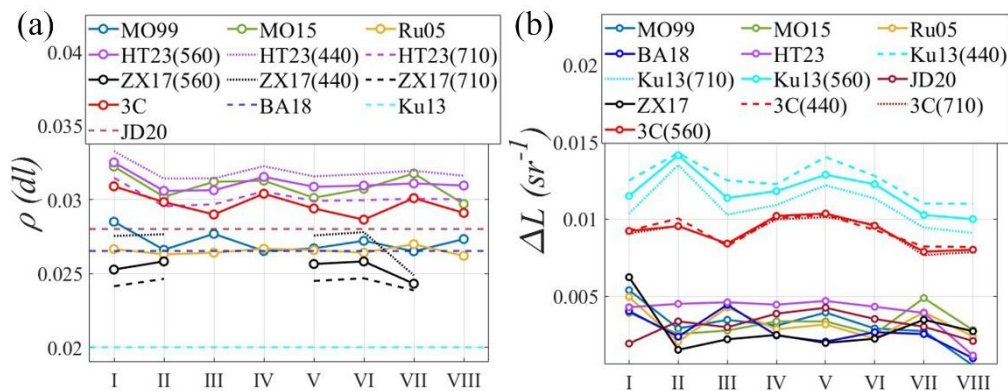 (a)
MO99 MO15 Ru05
HT23(560) HT23(440) HT23(710)
ZX17(560) ZX17(440) ZX17(710)
3C BA18 Ku13
JD20
0.04
0.035
0.03
0.025
0.02
ρ (dl)
I II III IV V VI VII VIII
(b)
MO99 MO15 Ru05
BA18 HT23 Ku13(440)
Ku13(710) Ku13(560) JD20
ZX17 3C(440) 3C(710)
3C(560)
0.02
0.015
0.01
0.005
ΔL (sr⁻¹)
I II III IV V VI VII VIII